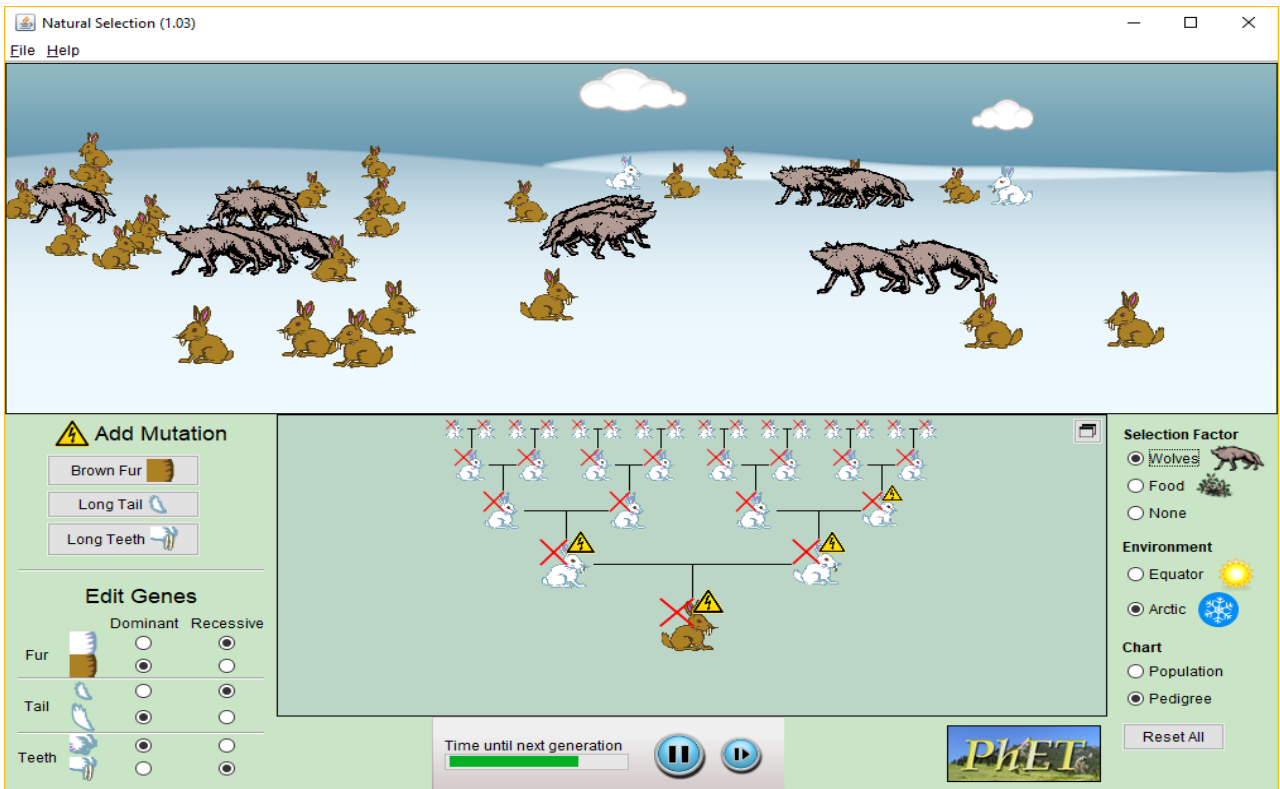 Natural Selection (1.03)
File Help
Add Mutation
Brown Fur
Long Tail
Long Teeth
Edit Genes
Dominant Recessive
Fur
Tail
Teeth
Time until next generation
PhET
Selection Factor
Wolves
Food
None
Environment
Equator
Arctic
Chart
Population
Pedigree
Reset All